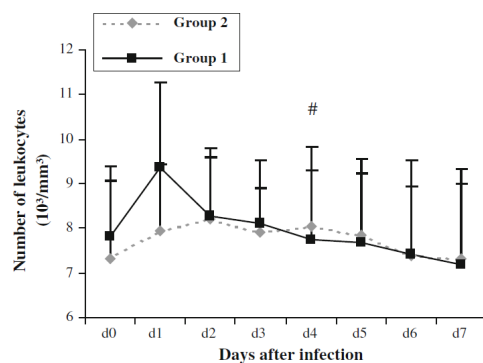 Group 2
Group 1
12
11
10
9
8
7
6
Number of leukocytes
(10³/mm³)
#
d0 d1 d2 d3 d4 d5 d6 d7
Days after infection